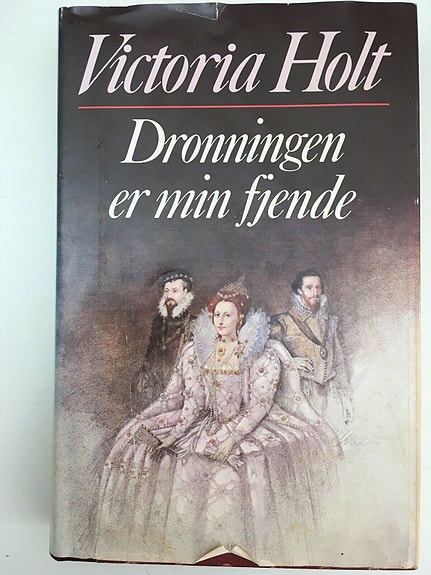 Victoria Holt
Dronningen
er min fjende